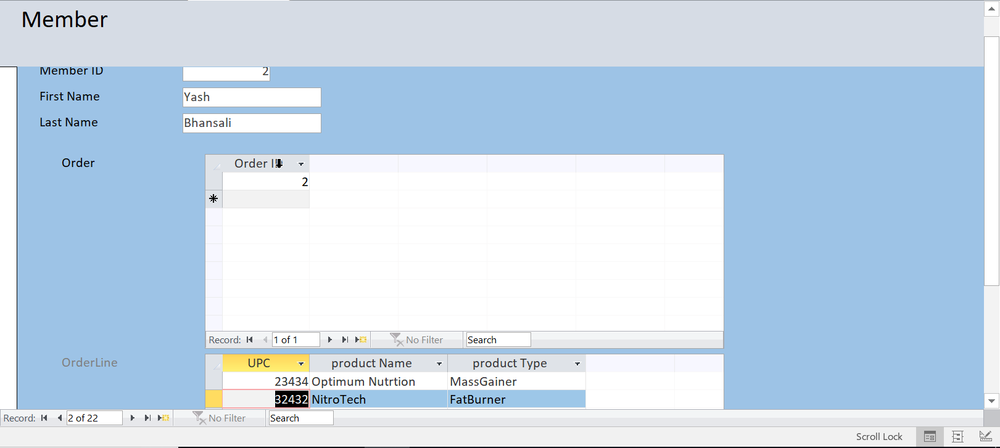 Member
Member ID 2
First Name Yash
Last Name Bhansali
Order
Order ID
2
Record: 1 of 1 No Filter Search
OrderLine
UPC product Name product Type
23434 Optimum Nutrtion MassGainer
32432 NitroTech FatBurner
Record: 2 of 22 No Filter Search
Scroll Lock